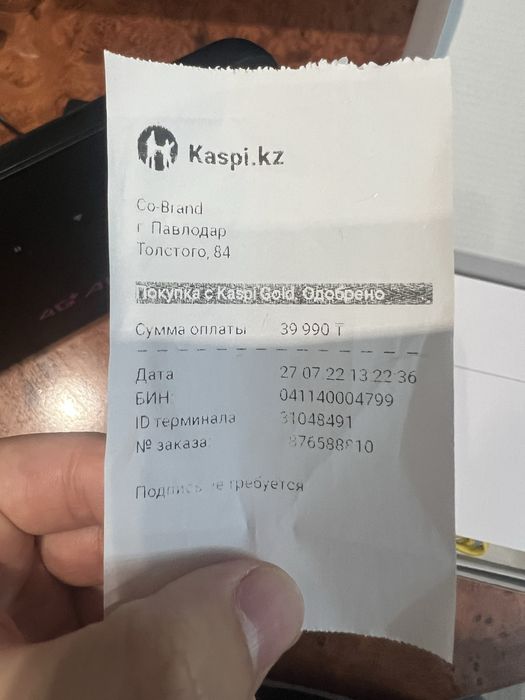 Kaspi.kz
Co-Brand
г Павлодар
Толстого, 84
Покупка с Kaspi Gold. Одобрено
Сумма оплаты 39 990 ₸
Дата 27.07.22 13:22:36
БИН: 041140004799
ID терминала 31048491
№ заказа:
Подпись не требуется